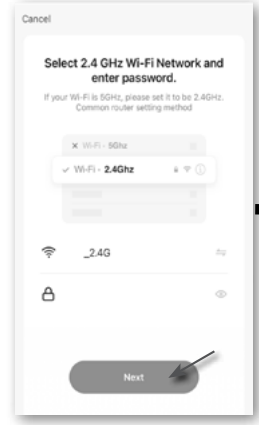 Cancel
Select 2.4 GHz Wi-Fi Network and
enter password.
If your Wi-Fi is 5GHz, please set it to be 2.4GHz.
Common router setting method
× Wi-Fi - 5Ghz
✓ Wi-Fi - 2.4Ghz
_2.4G
Next